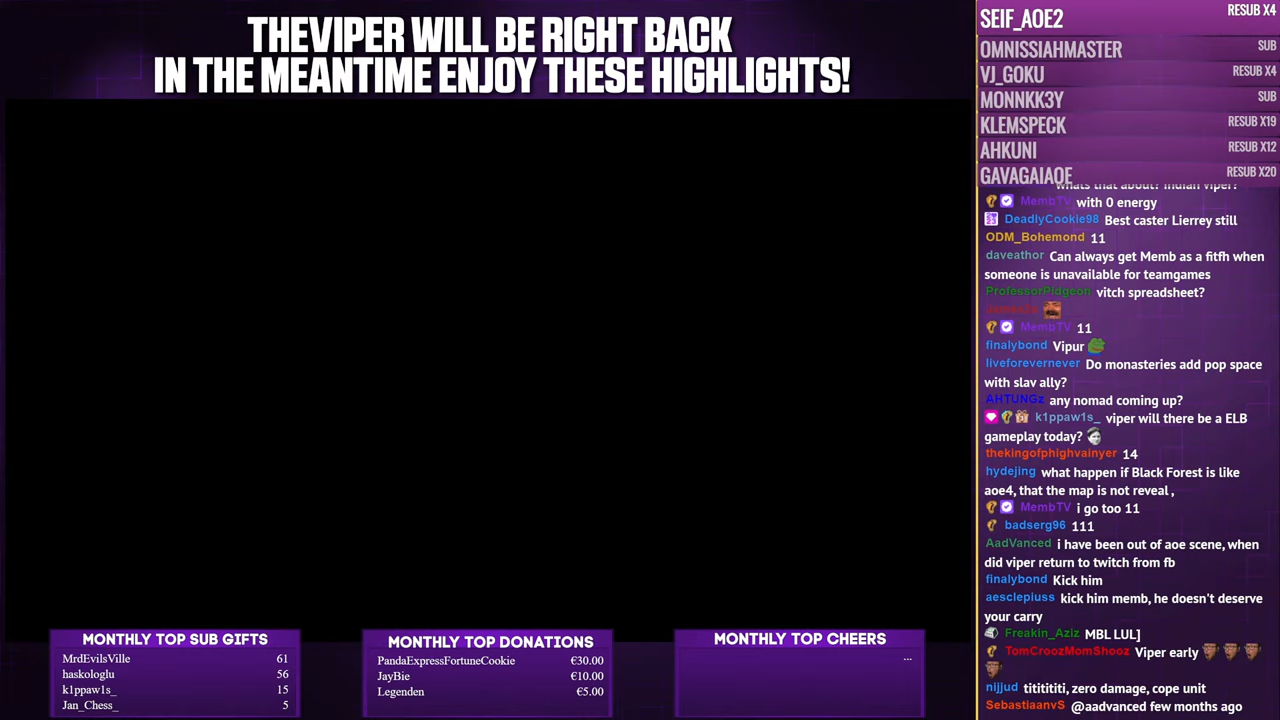 THEVIPER WILL BE RIGHT BACK
IN THE MEANTIME ENJOY THESE HIGHLIGHTS!
MONTHLY TOP SUB GIFTS
MrdEvilsVille 61
haskologlu 56
k1ppaw1s_ 15
Jan_Chess_ 5
MONTHLY TOP DONATIONS
PandaExpressFortuneCookie €30.00
JayBie €10.00
Legenden €5.00
MONTHLY TOP CHEERS
...
SEIF_AOE2 RESUB X4
OMNISSIAHMASTER SUB
VJ_GOKU RESUB X4
MONNKK3Y SUB
KLEMSPECK RESUB X19
AHKUNI RESUB X12
GAVAGAIAOE RESUB X20
whats that about? indian viper?
MembTV with 0 energy
DeadlyCookie98 Best caster Lierrey still
ODM_Bohemond 11
daveathor Can always get Memb as a fitfh when
someone is unavailable for teamgames
ProfessorPidgeon vitch spreadsheet?
MembTV 11
finalybond Vipur
liveforevernever Do monasteries add pop space
with slav ally?
AHTUNGz any nomad coming up?
k1ppaw1s_ viper will there be a ELB
gameplay today?
thekingofphighvainyer 14
hydejing what happen if Black Forest is like
aoe4, that the map is not reveal ,
MembTV i go too 11
badserg96 111
AadVanced i have been out of aoe scene, when
did viper return to twitch from fb
finalybond Kick him
aesclepiuss kick him memb, he doesn't deserve
your carry
Freakin_Aziz MBL LUL]
TomCroozMomShooz Viper early
nijjud tititititi, zero damage, cope unit
SebastiaanvS @aadvanced few months ago